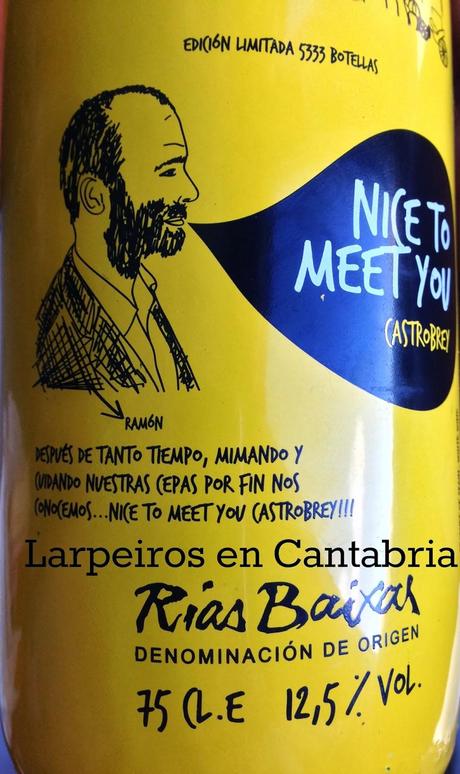 EDICIÓN LIMITADA 5333 BOTELLAS
NICE TO
MEET YOU
CASTROBREY
RAMÓN
DESPUÉS DE TANTO TIEMPO, MIMANDO Y
CUIDANDO NUESTRAS CEPAS POR FIN NOS
CONOCEMOS...NICE TO MEET YOU CASTROBREY!!!
Larpeiros en Cantabria
Rías Baixas
DENOMINACIÓN DE ORIGEN
75 CL.E 12,5% VOL.